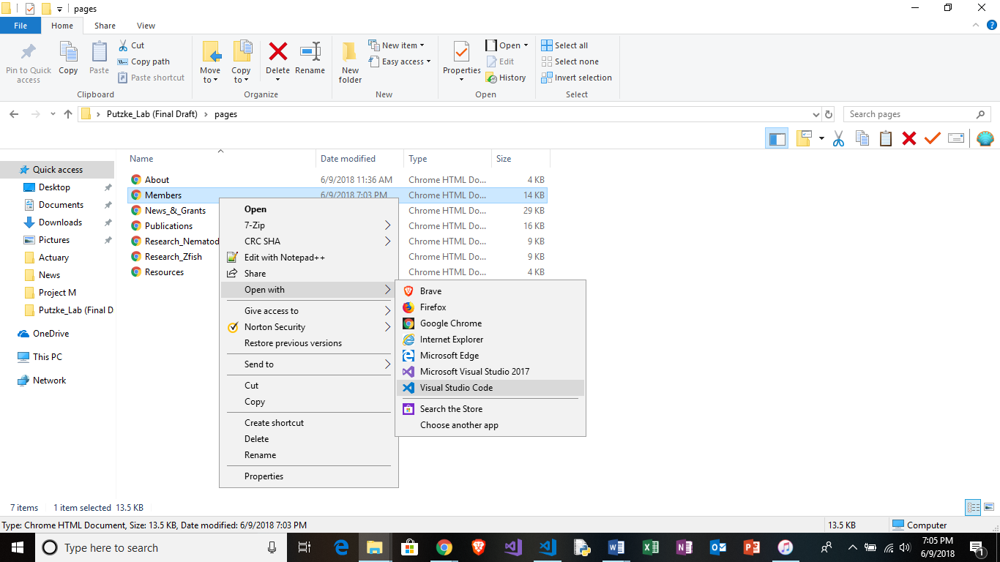 pages
File Home Share View
Pin to Quick access
Copy
Paste
Cut
Copy path
Paste shortcut
Clipboard
Move to
Copy to
Delete
Rename
Organize
New folder
New item
Easy access
New
Properties
Open
Edit
History
Open
Select all
Select none
Invert selection
Select
Putzke_Lab (Final Draft) pages
Search pages
Quick access
Desktop
Documents
Downloads
Pictures
Actuary
News
Project M
Putzke_Lab (Final D
OneDrive
This PC
Network
Name Date modified Type Size
About 6/9/2018 11:36 AM Chrome HTML Do... 4 KB
Members 6/9/2018 7:03 PM 14 KB
News_&_Grants Chrome HTML Do... 29 KB
Publications Chrome HTML Do... 16 KB
Research_Nematod Chrome HTML Do... 9 KB
Research_Zfish Chrome HTML Do... 9 KB
Resources Chrome HTML Do... 4 KB
Open
7-Zip
CRC SHA
Edit with Notepad++
Share
Open with
Give access to
Norton Security
Restore previous versions
Send to
Cut
Copy
Create shortcut
Delete
Rename
Properties
Brave
Firefox
Google Chrome
Internet Explorer
Microsoft Edge
Microsoft Visual Studio 2017
Visual Studio Code
Search the Store
Choose another app
7 items 1 item selected 13.5 KB
Type: Chrome HTML Document, Size: 13.5 KB, Date modified: 6/9/2018 7:03 PM 13.5 KB Computer
Type here to search
7:05 PM
6/9/2018
1